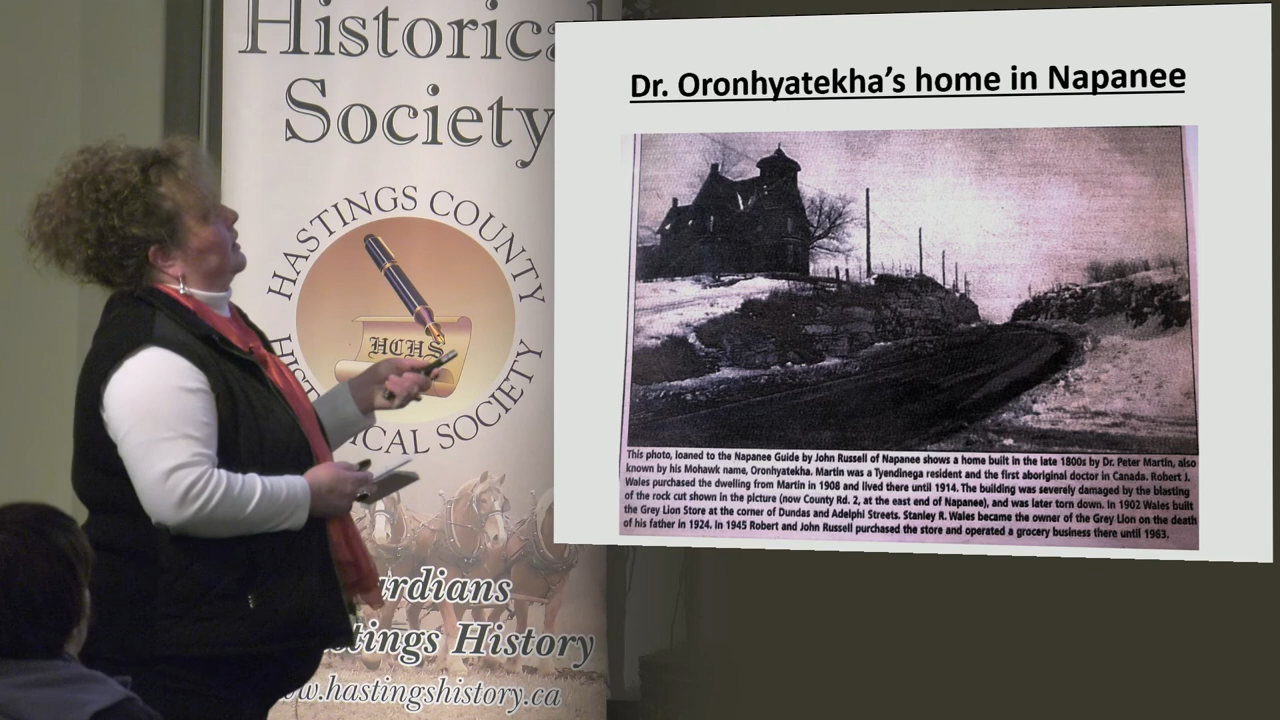 Historica
Society
HASTINGS COUNTY
HIST
ICAL SOCIETY
HCHS
ardians
tings History
w.hastingshistory.ca
Dr. Oronhyatekha's home in Napanee
This photo, loaned to the Napanee Guide by John Russell of Napanee shows a home built in the late 1800s by Dr. Peter Martin, also
known by his Mohawk name, Oronhyatekha. Martin was a Tyendinega resident and the first aboriginal doctor in Canada. Robert J.
Wales purchased the dwelling from Martin in 1908 and lived there until 1914. The building was severely damaged by the blasting
of the rock cut shown in the picture (now County Rd. 2, at the east end of Napanee), and was later torn down. In 1902 Wales built
the Grey Lion Store at the corner of Dundas and Adelphi Streets. Stanley R. Wales became the owner of the Grey Lion on the death
of his father in 1924. In 1945 Robert and John Russell purchased the store and operated a grocery business there until 1963.